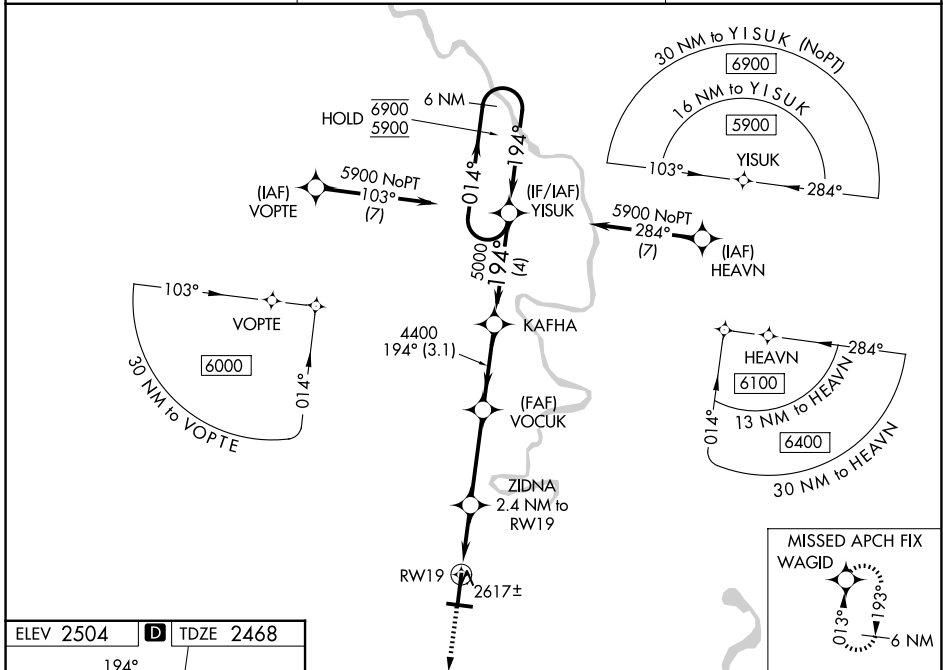 30 NM to YISUK (NoPT)
6900
16 NM to YISUK
5900
103°
YISUK
284°
HOLD 6900
5900
6 NM
014°
194°
(IAF)
VOPTE
5900 NoPT
103°
(7)
(IF/IAF)
YISUK
5900 NoPT
284°
(7)
(IAF)
HEAVN
5000
194°
(4)
KAFHA
4400
194° (3.1)
(FAF)
VOCUK
ZIDNA
2.4 NM to
RW19
RW19
2617±
103°
VOPTE
6000
014°
30 NM to VOPTE
HEAVN
284°
6100
13 NM to HEAVN
014°
6400
30 NM to HEAVN
MISSED APCH FIX
WAGID
013°
193°
6 NM
ELEV 2504 D TDZE 2468
194°